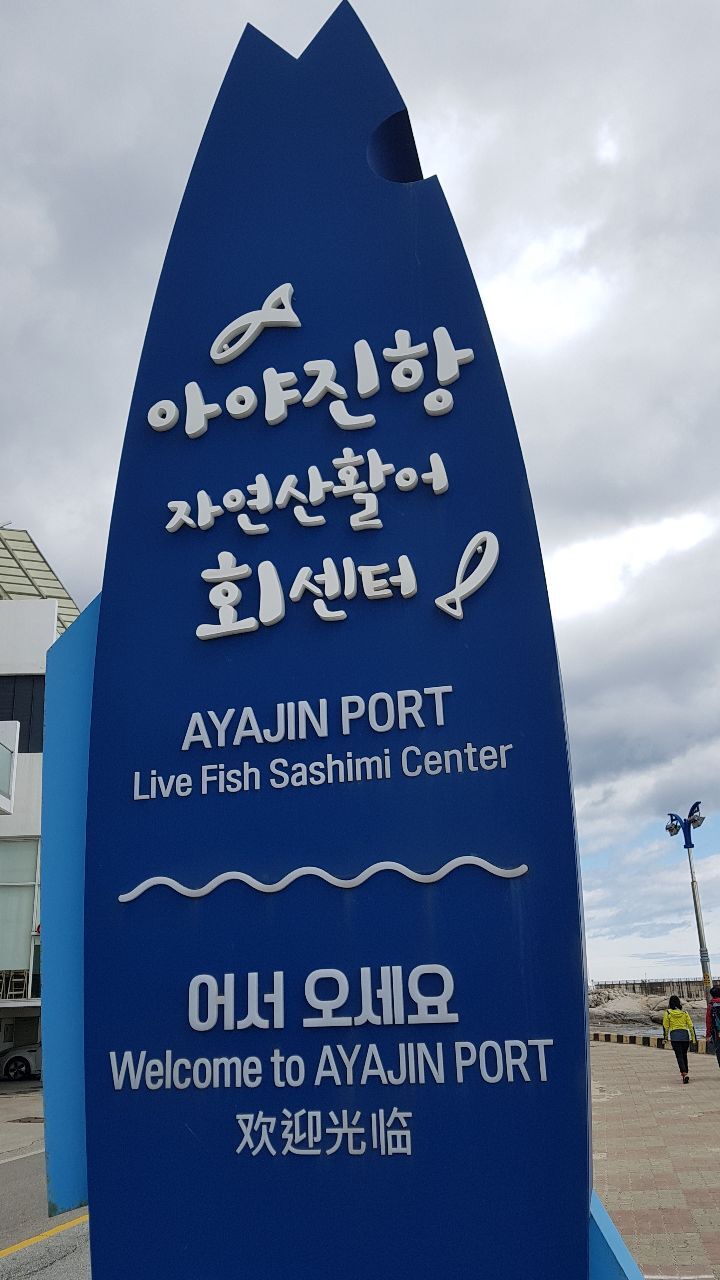 아야진항
자연산활어
회센터
AYAJIN PORT
Live Fish Sashimi Center
어서 오세요
Welcome to AYAJIN PORT
欢迎光临